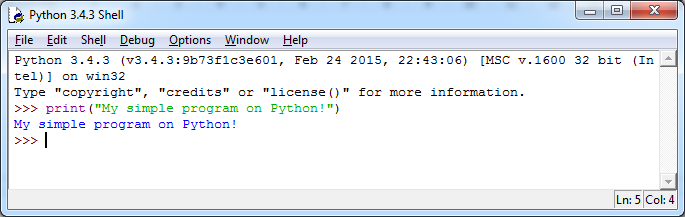 Python 3.4.3 Shell
File Edit Shell Debug Options Window Help
Python 3.4.3 (v3.4.3:9b73f1c3e601, Feb 24 2015, 22:43:06) [MSC v.1600 32 bit (In
tel)] on win32
Type "copyright", "credits" or "license()" for more information.
>>> print("My simple program on Python!")
My simple program on Python!
>>>
Ln: 5 Col: 4